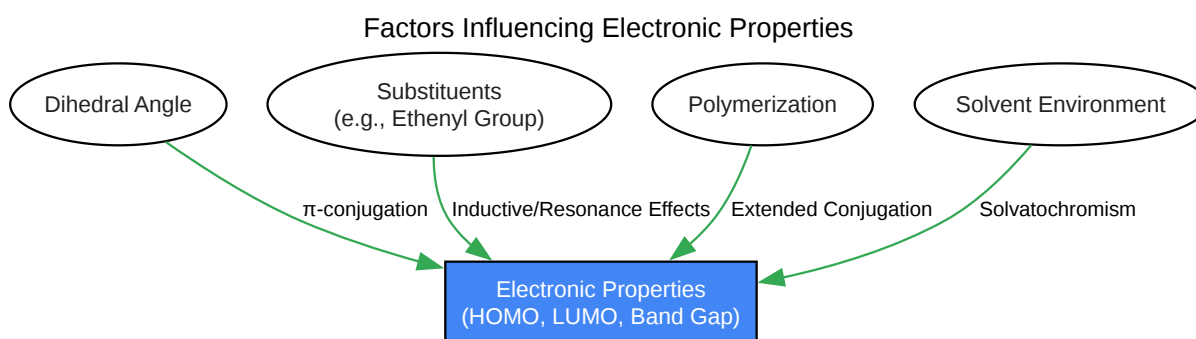 Factors Influencing Electronic Properties
Dihedral Angle
Substituents
(e.g., Ethenyl Group)
Polymerization
Solvent Environment
π-conjugation
Inductive/Resonance Effects
Extended Conjugation
Solvatochromism
Electronic Properties
(HOMO, LUMO, Band Gap)